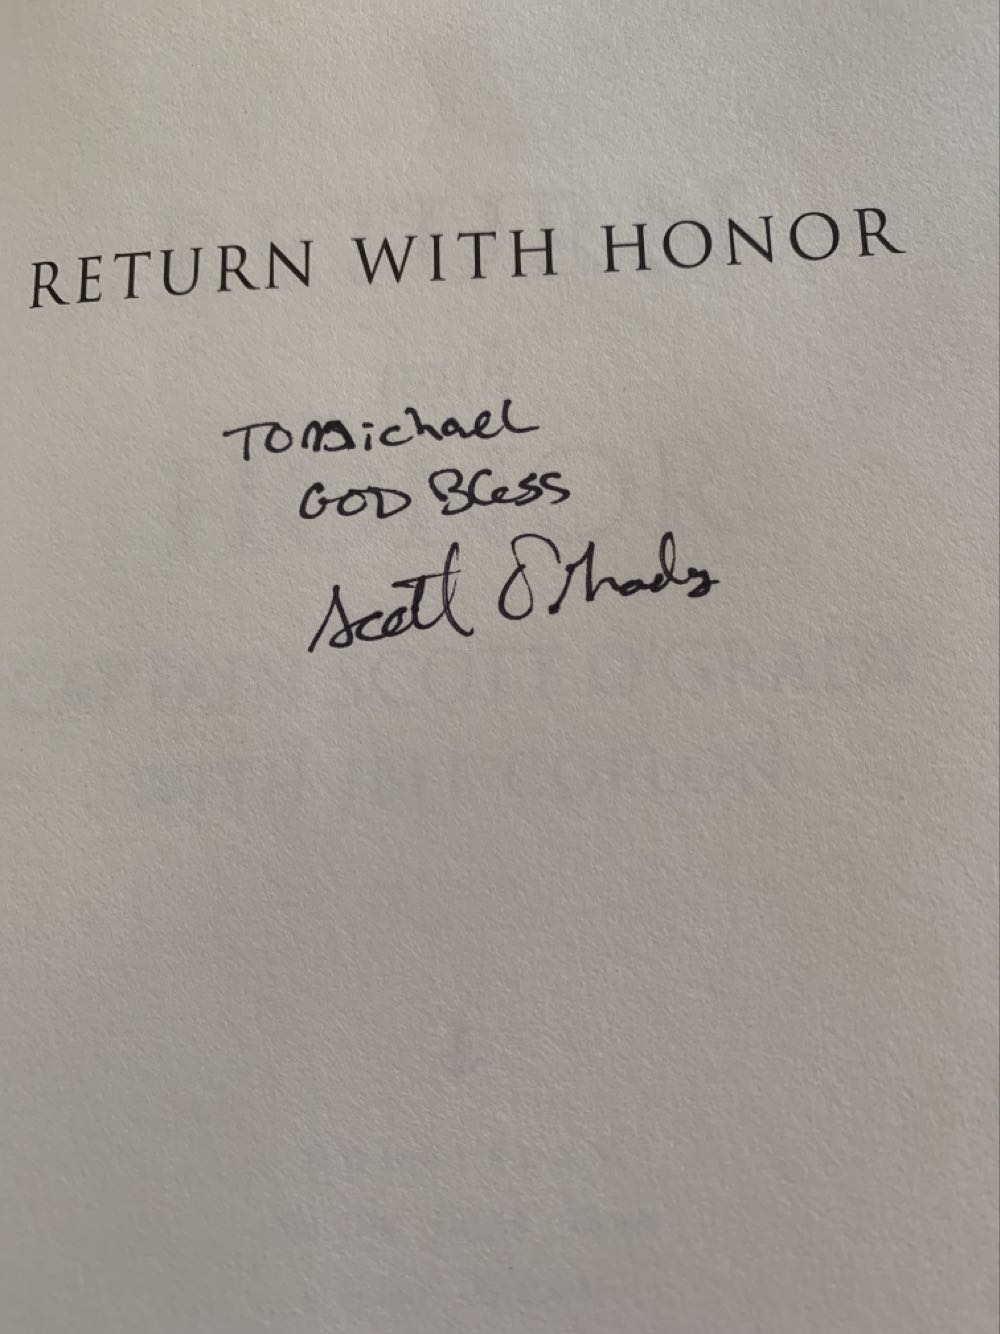 RETURN WITH HONOR
To Michael
GOD BLess
Scott O'Grady